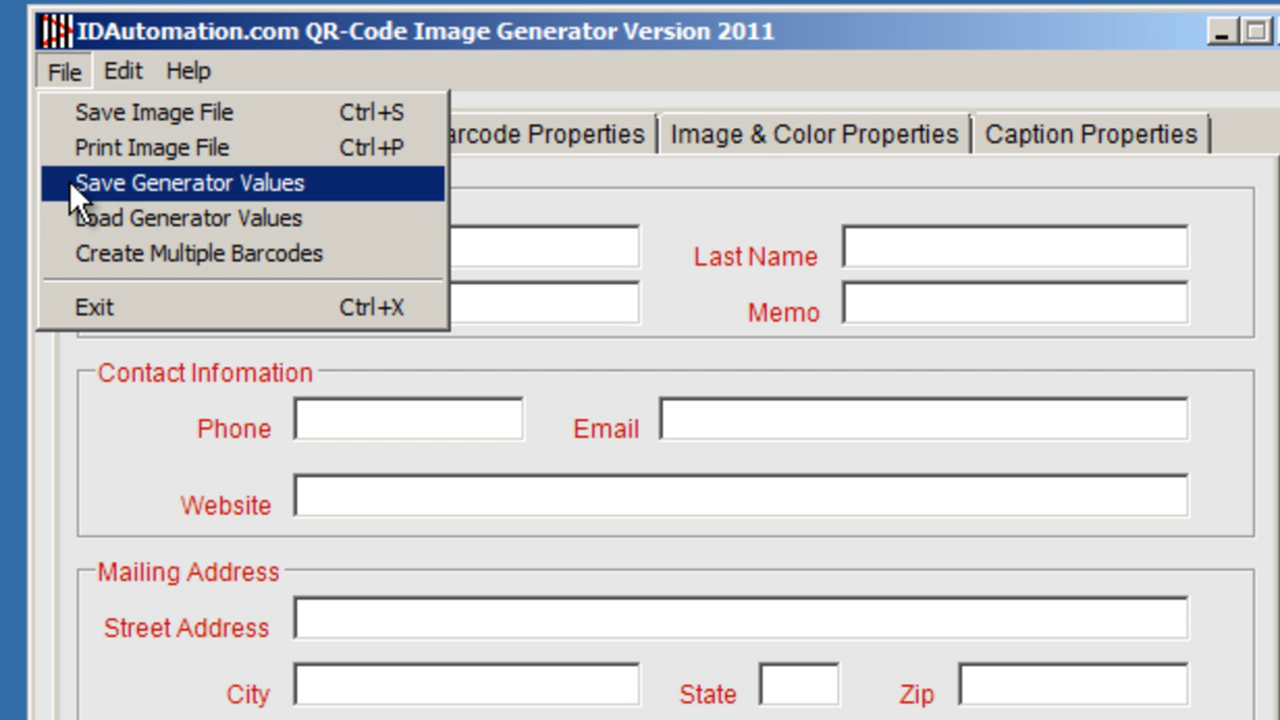 IDAutomation.com QR-Code Image Generator Version 2011
File Edit Help
Save Image File Ctrl+S
Print Image File Ctrl+P
Save Generator Values
Load Generator Values
Create Multiple Barcodes
Exit Ctrl+X
arcode Properties Image & Color Properties Caption Properties
Last Name
Memo
Contact Infomation
Phone Email
Website
Mailing Address
Street Address
City State Zip